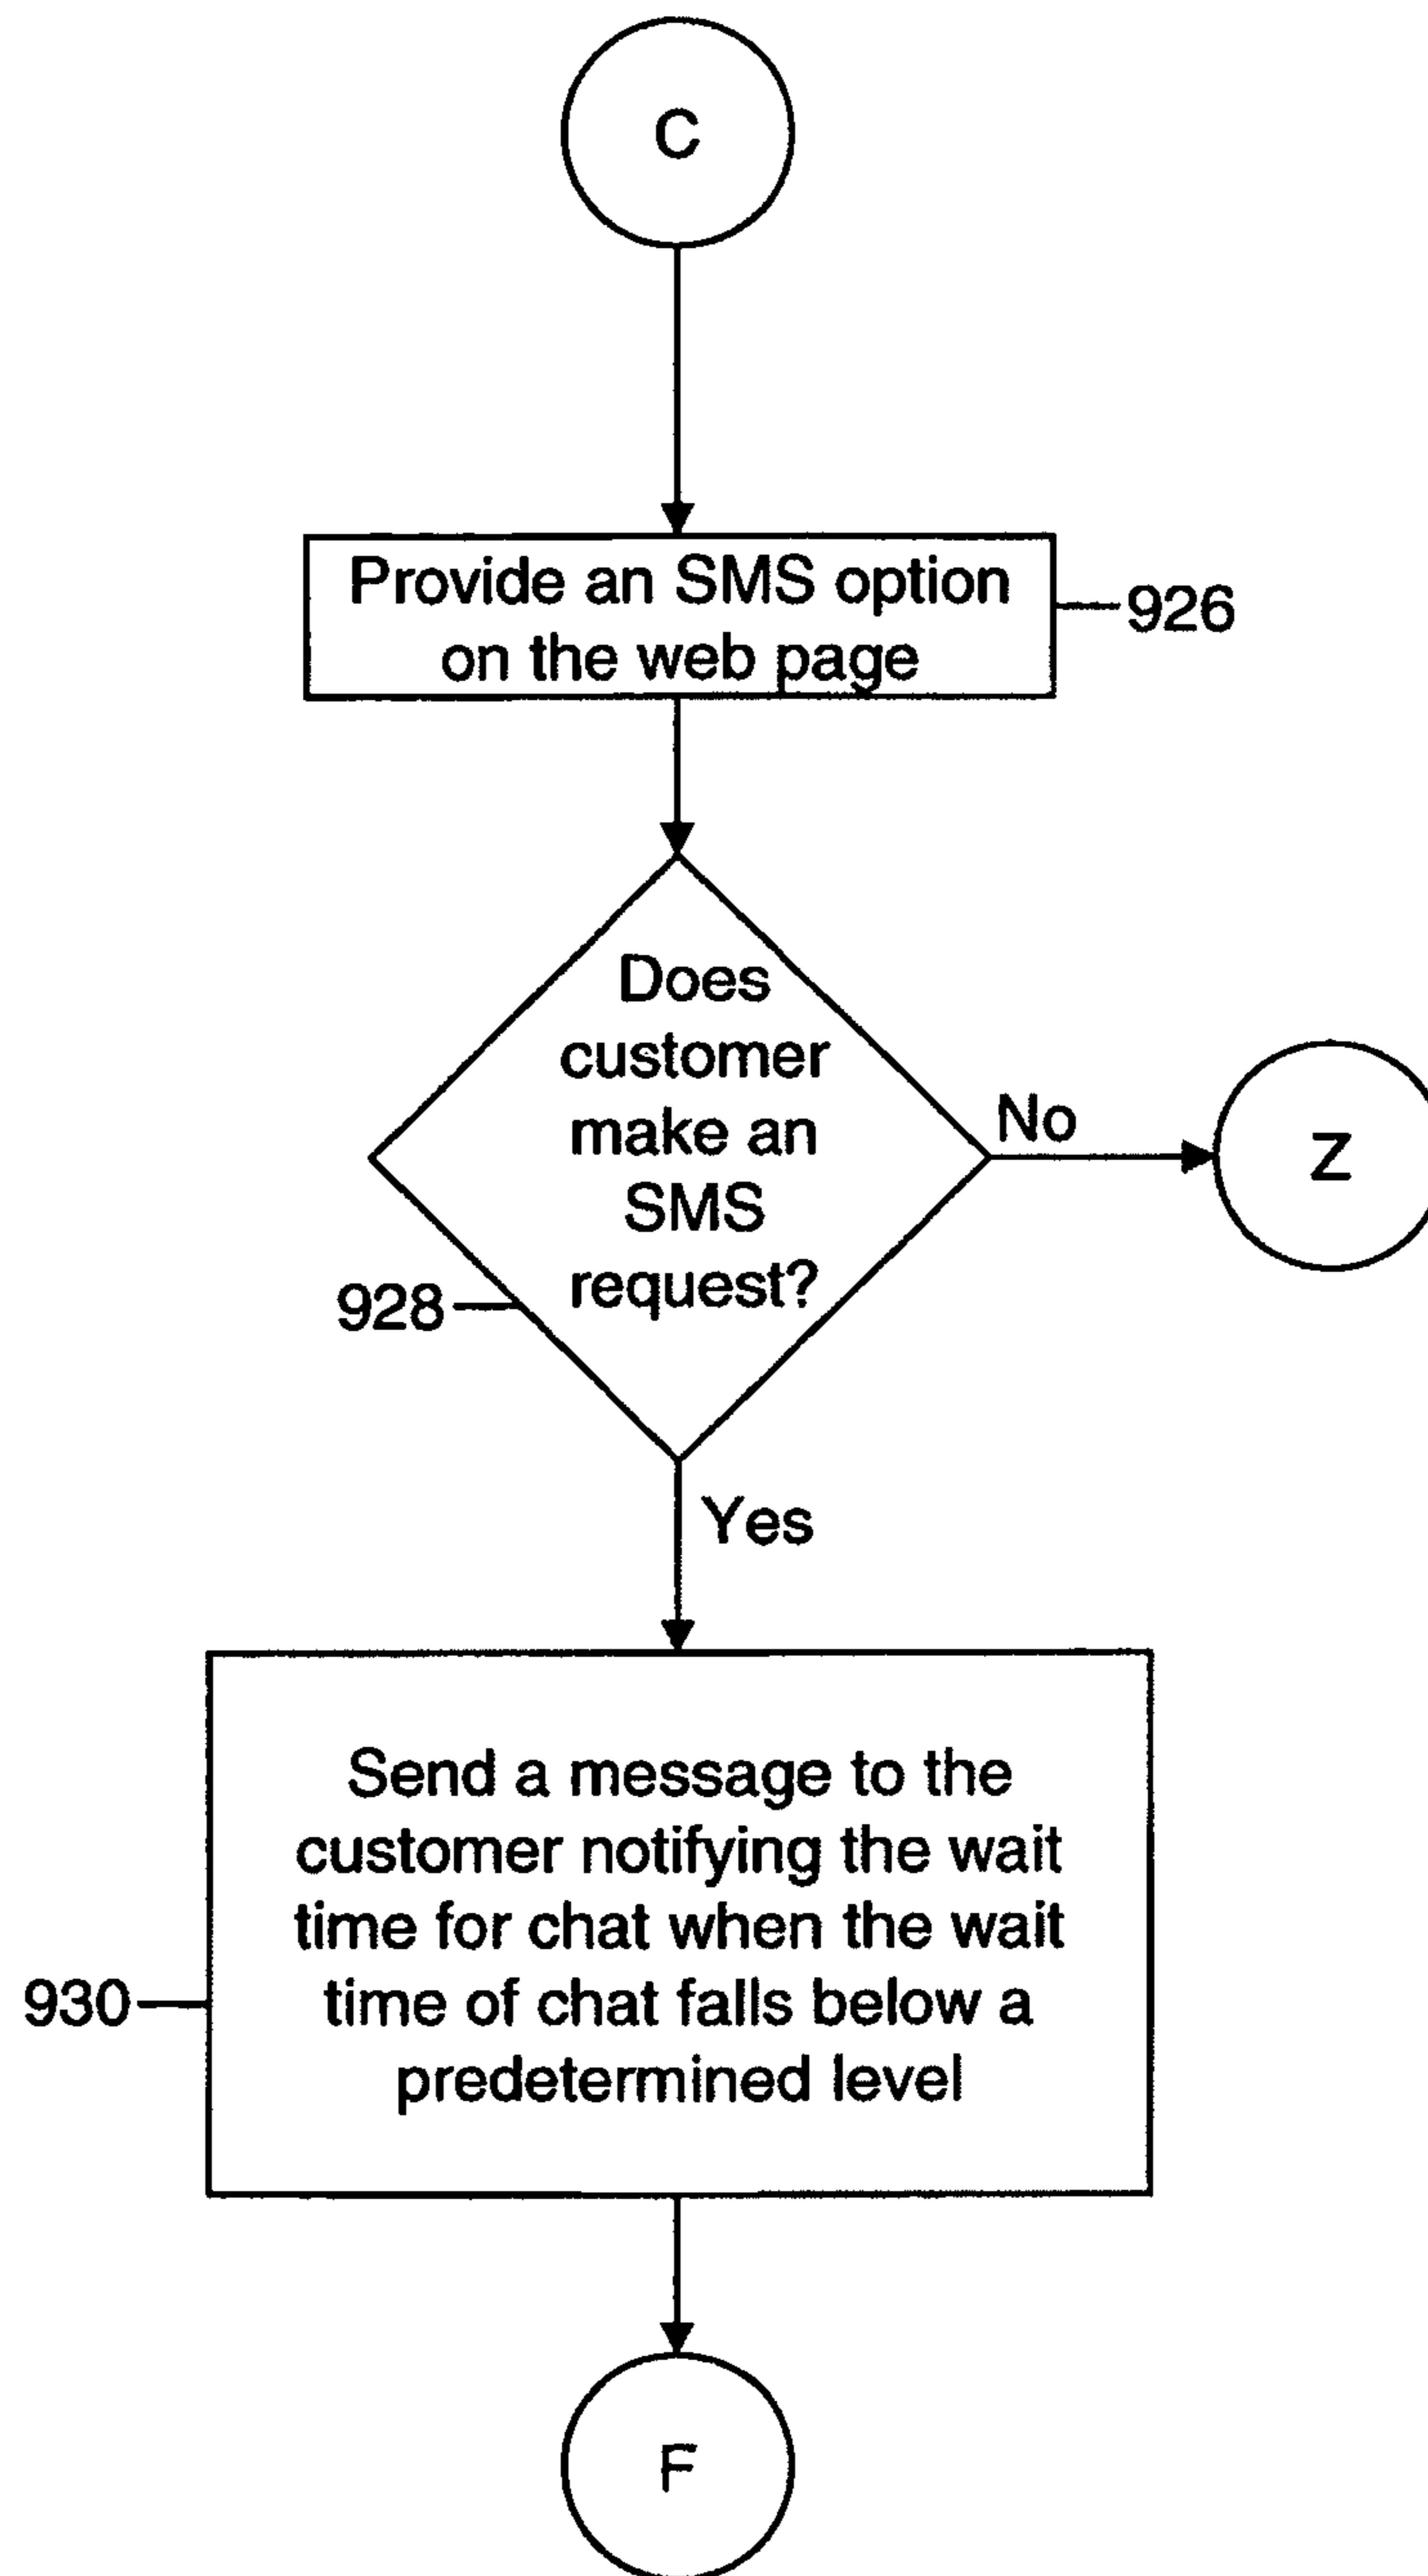 C
Provide an SMS option
on the web page
926
Does
customer
make an
SMS
request?
No
Z
928
Yes
Send a message to the
customer notifying the wait
time for chat when the wait
time of chat falls below a
predetermined level
930
F